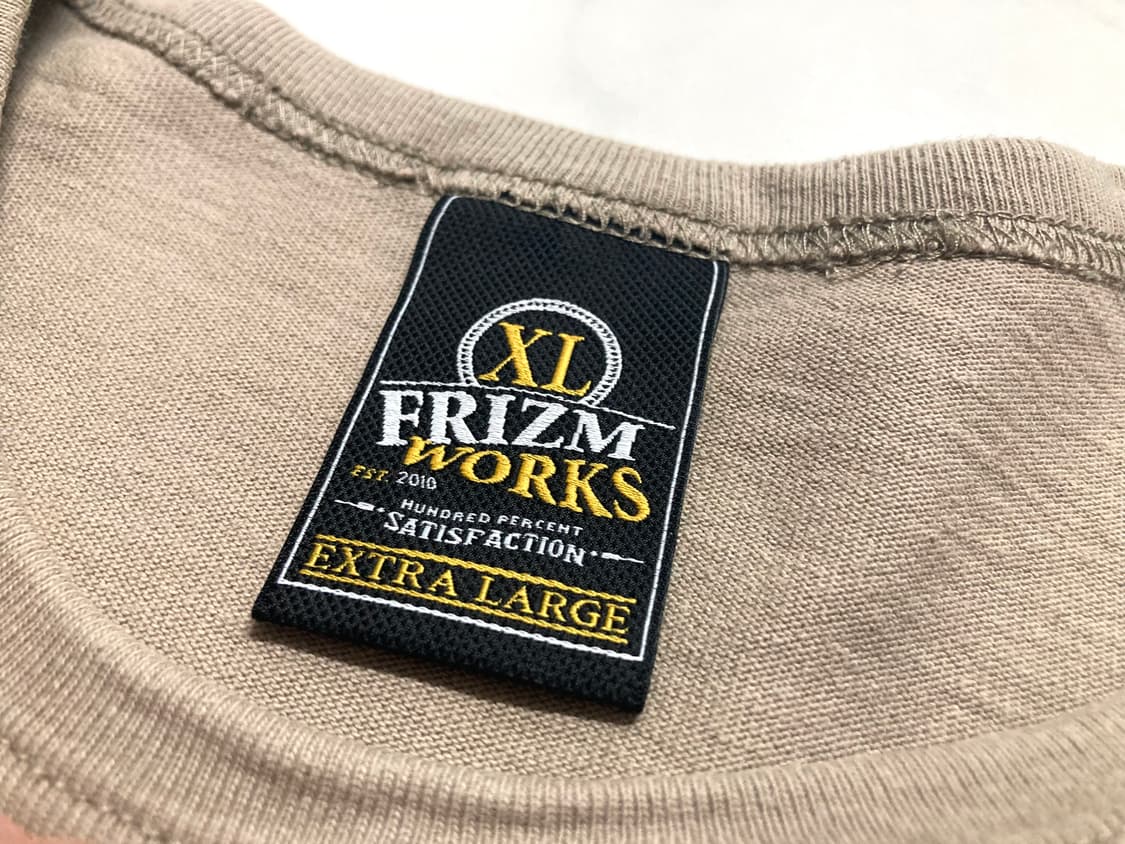 XL
FRIZM
WORKS
EST. 2010
HUNDRED PERCENT
SATISFACTION
EXTRA LARGE